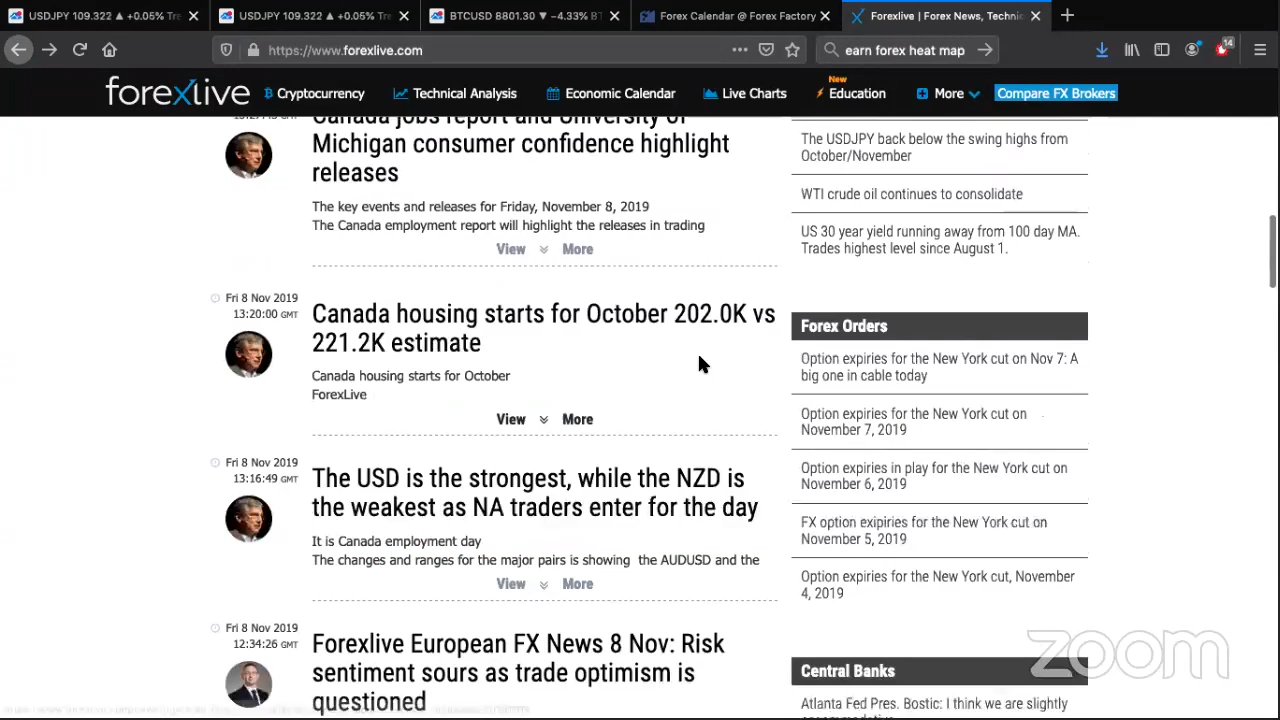 USDJPY 109.322 ▲ +0.05% Tr
USDJPY 109.322 ▲ +0.05% Tr
BTCUSD 8801.30 ▼ −4.33% BT
Forex Calendar @ Forex Factory
Forexlive | Forex News, Technic
https://www.forexlive.com
earn forex heat map
14
forexlive
Cryptocurrency
Technical Analysis
Economic Calendar
Live Charts
New
Education
More
Compare FX Brokers
Canada jobs report and University of
Michigan consumer confidence highlight
releases
The key events and releases for Friday, November 8, 2019
The Canada employment report will highlight the releases in trading
View More
Fri 8 Nov 2019
13:20:00 GMT
Canada housing starts for October 202.0K vs
221.2K estimate
Canada housing starts for October
ForexLive
View More
Fri 8 Nov 2019
13:16:49 GMT
The USD is the strongest, while the NZD is
the weakest as NA traders enter for the day
It is Canada employment day
The changes and ranges for the major pairs is showing the AUDUSD and the
View More
Fri 8 Nov 2019
12:34:26 GMT
Forexlive European FX News 8 Nov: Risk
sentiment sours as trade optimism is
questioned
The USDJPY back below the swing highs from
October/November
WTI crude oil continues to consolidate
US 30 year yield running away from 100 day MA.
Trades highest level since August 1.
Forex Orders
Option expiries for the New York cut on Nov 7: A
big one in cable today
Option expiries for the New York cut on
November 7, 2019
Option expiries in play for the New York cut on
November 6, 2019
FX option exipiries for the New York cut on
November 5, 2019
Option expiries for the New York cut, November
4, 2019
Central Banks
Atlanta Fed Pres. Bostic: I think we are slightly
zoom